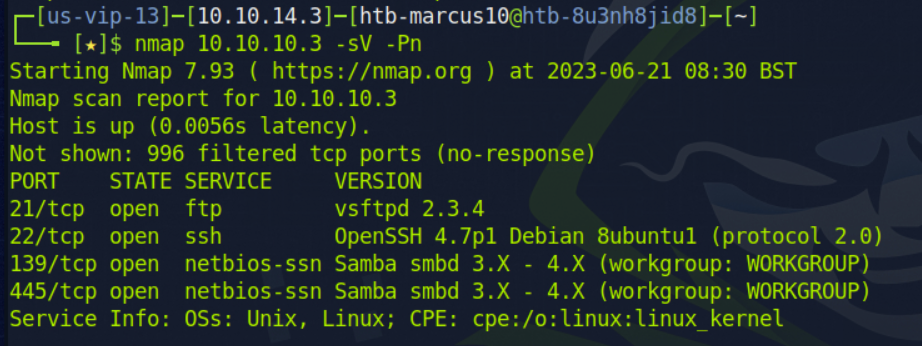 ┌─[us-vip-13]─[10.10.14.3]─[htb-marcus10@htb-8u3nh8jid8]─[~]
└──╼ [★]$ nmap 10.10.10.3 -sV -Pn
Starting Nmap 7.93 ( https://nmap.org ) at 2023-06-21 08:30 BST
Nmap scan report for 10.10.10.3
Host is up (0.0056s latency).
Not shown: 996 filtered tcp ports (no-response)
PORT    STATE SERVICE     VERSION
21/tcp  open  ftp         vsftpd 2.3.4
22/tcp  open  ssh         OpenSSH 4.7p1 Debian 8ubuntu1 (protocol 2.0)
139/tcp open  netbios-ssn Samba smbd 3.X - 4.X (workgroup: WORKGROUP)
445/tcp open  netbios-ssn Samba smbd 3.X - 4.X (workgroup: WORKGROUP)
Service Info: OSs: Unix, Linux; CPE: cpe:/o:linux:linux_kernel